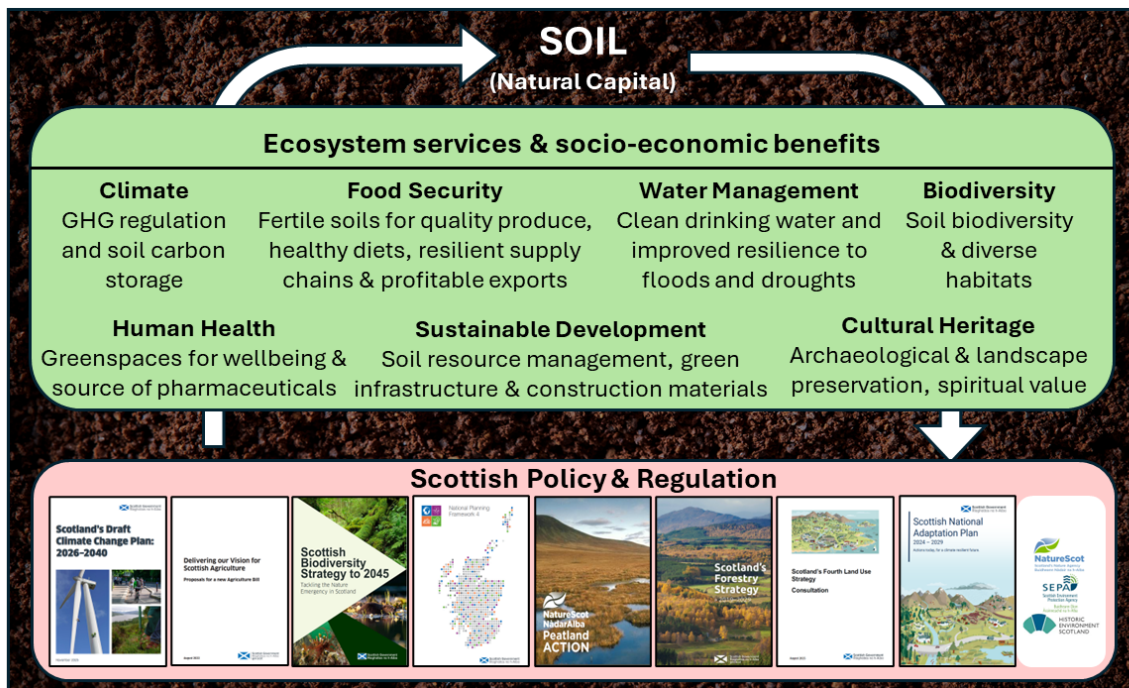 SOIL
(Natural Capital)
Ecosystem services & socio-economic benefits
Climate
GHG regulation
and soil carbon
storage
Food Security
Fertile soils for quality produce,
healthy diets, resilient supply
chains & profitable exports
Water Management
Clean drinking water and
improved resilience to
floods and droughts
Biodiversity
Soil biodiversity
& diverse
habitats
Human Health
Greenspaces for wellbeing &
source of pharmaceuticals
Sustainable Development
Soil resource management, green
infrastructure & construction materials
Cultural Heritage
Archaeological & landscape
preservation, spiritual value
Scottish Policy & Regulation
Scotland's Draft
Climate Change Plan:
2026–2040
Delivering our Vision for
Scottish Agriculture
Proposals for a new Agriculture Bill
Scottish
Biodiversity
Strategy to 2045
Tackling the Nature
Emergency in Scotland
National Planning
Framework 4
NatureScot
NàdarAlba
Peatland
ACTION
Scotland's
Forestry
Strategy
Scotland's Fourth Land Use
Strategy
Consultation
Scottish National
Adaptation Plan
2024 – 2029
NatureScot
SEPA
HISTORIC
ENVIRONMENT
SCOTLAND